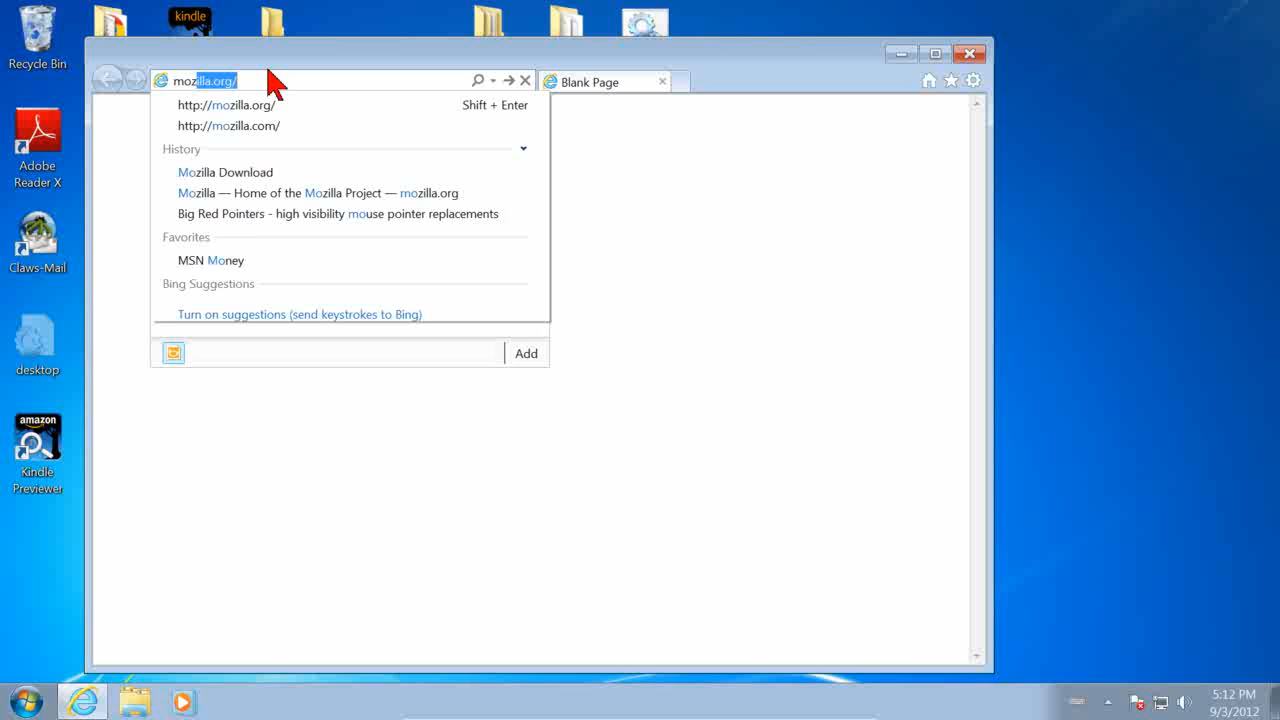 kindle
Recycle Bin
mozilla.org/
Blank Page
http://mozilla.org/
Shift + Enter
http://mozilla.com/
History
Mozilla Download
Mozilla — Home of the Mozilla Project — mozilla.org
Big Red Pointers - high visibility mouse pointer replacements
Favorites
MSN Money
Bing Suggestions
Turn on suggestions (send keystrokes to Bing)
Add
Adobe
Reader X
Claws-Mail
desktop
amazon
Kindle
Previewer
5:12 PM
9/3/2012